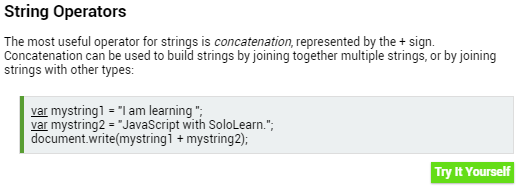 String Operators
The most useful operator for strings is concatenation, represented by the + sign.
Concatenation can be used to build strings by joining together multiple strings, or by joining
strings with other types:
var mystring1 = "I am learning ";
var mystring2 = "JavaScript with SoloLearn.";
document.write(mystring1 + mystring2);
Try It Yourself